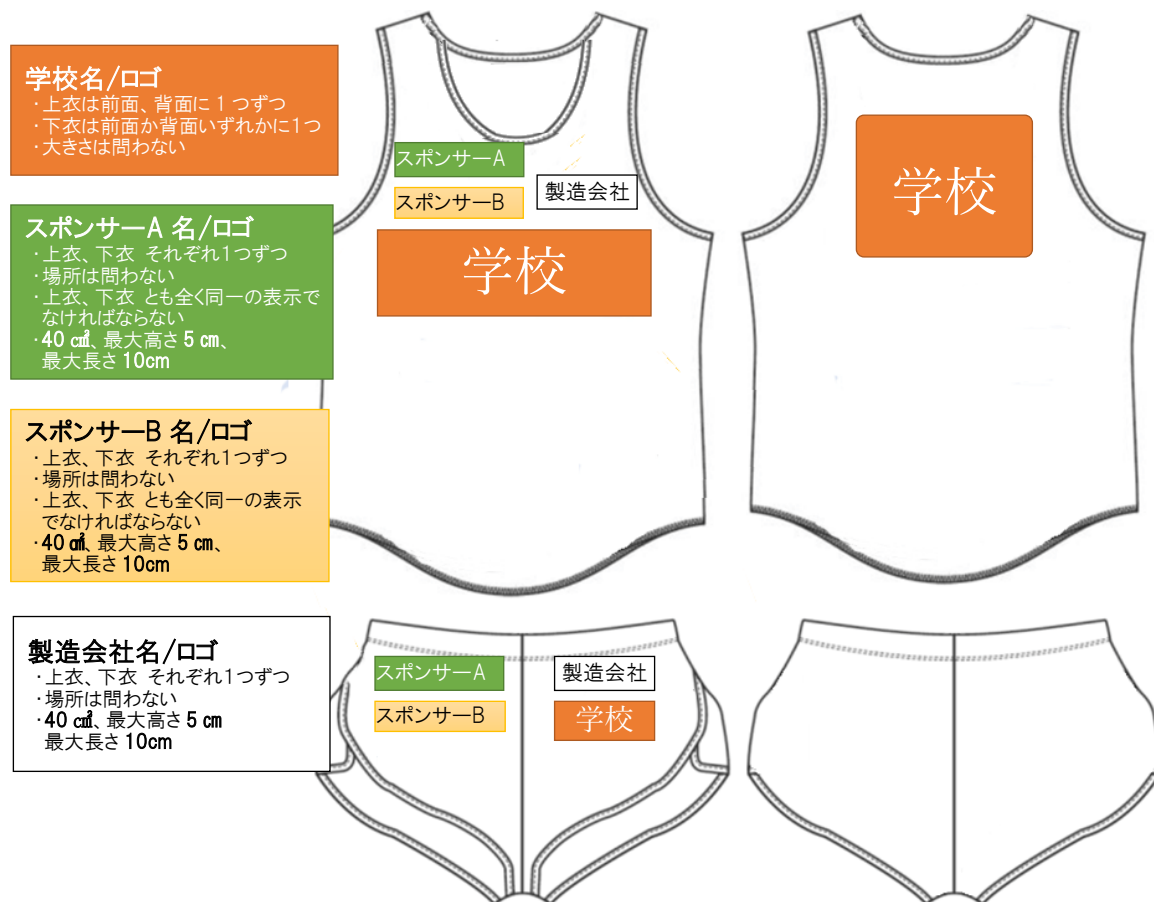 学校名/ロゴ
・上衣は前面、背面に1つずつ
・下衣は前面か背面いずれかに1つ
・大きさは問わない
スポンサーA 名/ロゴ
・上衣、下衣 それぞれ1つずつ
・場所は問わない
・上衣、下衣 とも全く同一の表示で
なければならない
・40 ㎠、最大高さ 5 ㎝、
最大長さ 10cm
スポンサーB 名/ロゴ
・上衣、下衣 それぞれ1つずつ
・場所は問わない
・上衣、下衣 とも全く同一の表示
でなければならない
・40 ㎠、最大高さ 5 ㎝、
最大長さ 10cm
製造会社名/ロゴ
・上衣、下衣 それぞれ1つずつ
・場所は問わない
・40 ㎠、最大高さ 5 ㎝
最大長さ 10cm
スポンサーA
スポンサーB
製造会社
学校
学校
スポンサーA
製造会社
スポンサーB
学校